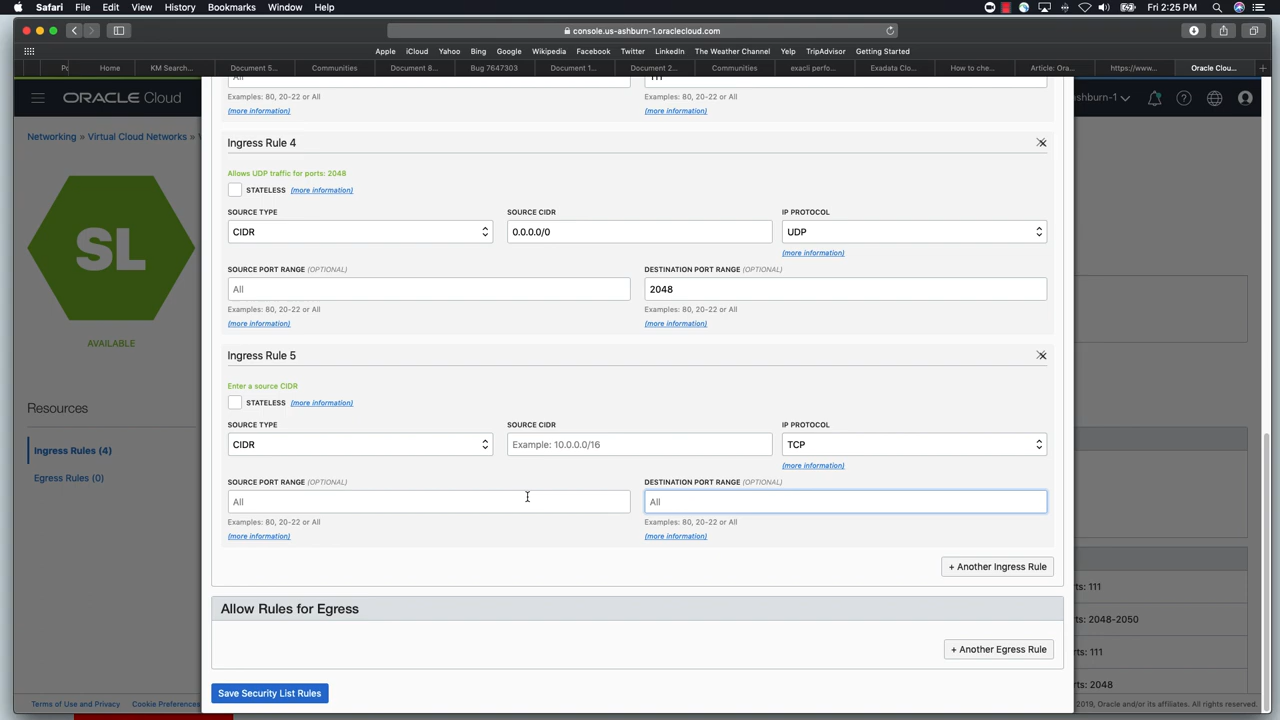 Safari File Edit View History Bookmarks Window Help Fri 2:25 PM
console.us-ashburn-1.oraclecloud.com
Apple iCloud Yahoo Bing Google Wikipedia Facebook Twitter LinkedIn The Weather Channel Yelp TripAdvisor Getting Started
Home KM Search... Document 5... Communities Document 8... Bug 7647303 Document 1... Document 2... Communities exacli perfo... Exadata Clo... How to che... Article: Ora... https://www... Oracle Clou...
ORACLE Cloud ashburn-1
All 111
Examples: 80, 20-22 or All Examples: 80, 20-22 or All
(more information) (more information)
Networking » Virtual Cloud Networks »
Ingress Rule 4
Allows UDP traffic for ports: 2048
STATELESS (more information)
SOURCE TYPE SOURCE CIDR IP PROTOCOL
CIDR 0.0.0.0/0 UDP
(more information)
SL
SOURCE PORT RANGE (OPTIONAL) DESTINATION PORT RANGE (OPTIONAL)
All 2048
Examples: 80, 20-22 or All Examples: 80, 20-22 or All
(more information) (more information)
AVAILABLE
Ingress Rule 5
Enter a source CIDR
STATELESS (more information)
Resources
SOURCE TYPE SOURCE CIDR IP PROTOCOL
CIDR Example: 10.0.0.0/16 TCP
Ingress Rules (4)
(more information)
Egress Rules (0)
SOURCE PORT RANGE (OPTIONAL) DESTINATION PORT RANGE (OPTIONAL)
All All
Examples: 80, 20-22 or All Examples: 80, 20-22 or All
(more information) (more information)
+ Another Ingress Rule
ts: 111
Allow Rules for Egress
ts: 2048-2050
+ Another Egress Rule
ts: 111
ts: 2048
Save Security List Rules
Terms of Use and Privacy Cookie Preferences 2019, Oracle and/or its affiliates. All rights reserved.